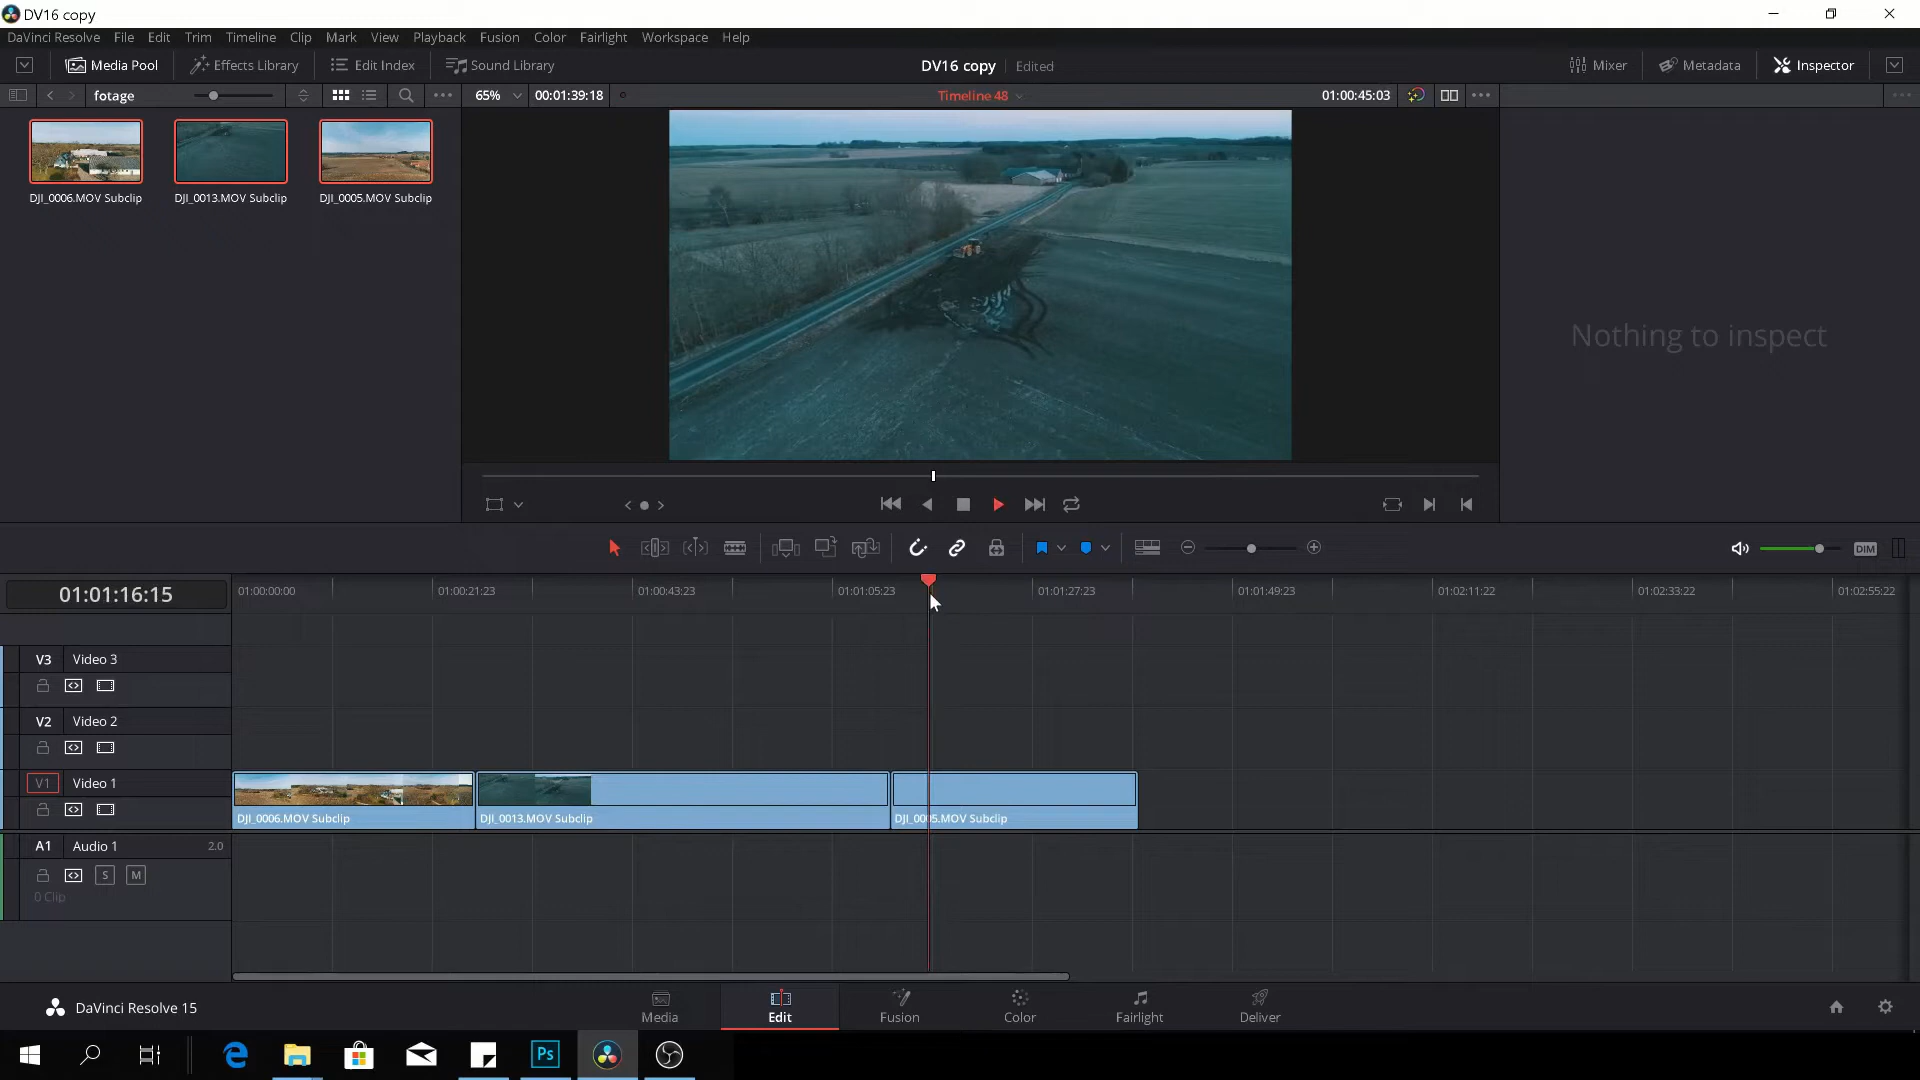 DV16 copy
DaVinci Resolve File Edit Trim Timeline Clip Mark View Playback Fusion Color Fairlight Workspace Help
Media Pool Effects Library Edit Index Sound Library DV16 copy Edited Mixer Metadata Inspector
footage 65% 00:01:39:18 Timeline 48 01:00:45:03
DJI_0006.MOV Subclip DJI_0013.MOV Subclip DJI_0005.MOV Subclip
Nothing to inspect
DIM
01:01:16:15 01:00:00:00 01:00:21:23 01:00:43:23 01:01:05:23 01:01:27:23 01:01:49:23 01:02:11:22 01:02:33:22 01:02:55:22
V3 Video 3
V2 Video 2
V1 Video 1
DJI_0006.MOV Subclip DJI_0013.MOV Subclip DJI_0005.MOV Subclip
A1 Audio 1 2.0
S M
0 Clip
DaVinci Resolve 15 Media Edit Fusion Color Fairlight Deliver
Ps